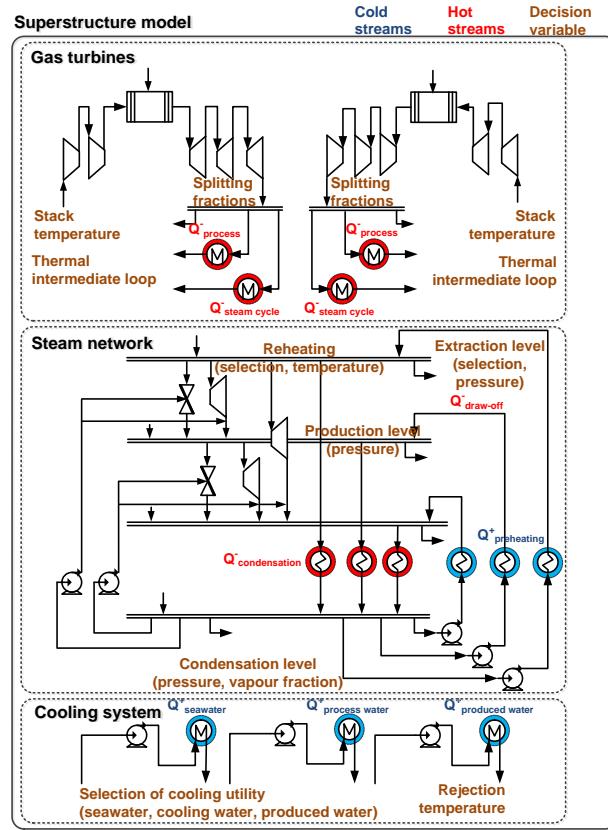 Superstructure model
Cold streams
Hot streams
Decision variable
Gas turbines
Splitting fractions
Splitting fractions
Stack temperature
Q⁻process
Q⁻process
Stack temperature
Thermal intermediate loop
Thermal intermediate loop
Q⁻steam cycle
Q⁻steam cycle
M
M
M
M
Steam network
Reheating
(selection, temperature)
Extraction level
(selection,
pressure)
Q⁻draw-off
Production level
(pressure)
Q⁺preheating
Q⁻condensation
Condensation level
(pressure, vapour fraction)
Cooling system
Q⁺seawater
Q⁺process water
Q⁺produced water
M
M
M
Selection of cooling utility
(seawater, cooling water, produced water)
Rejection
temperature